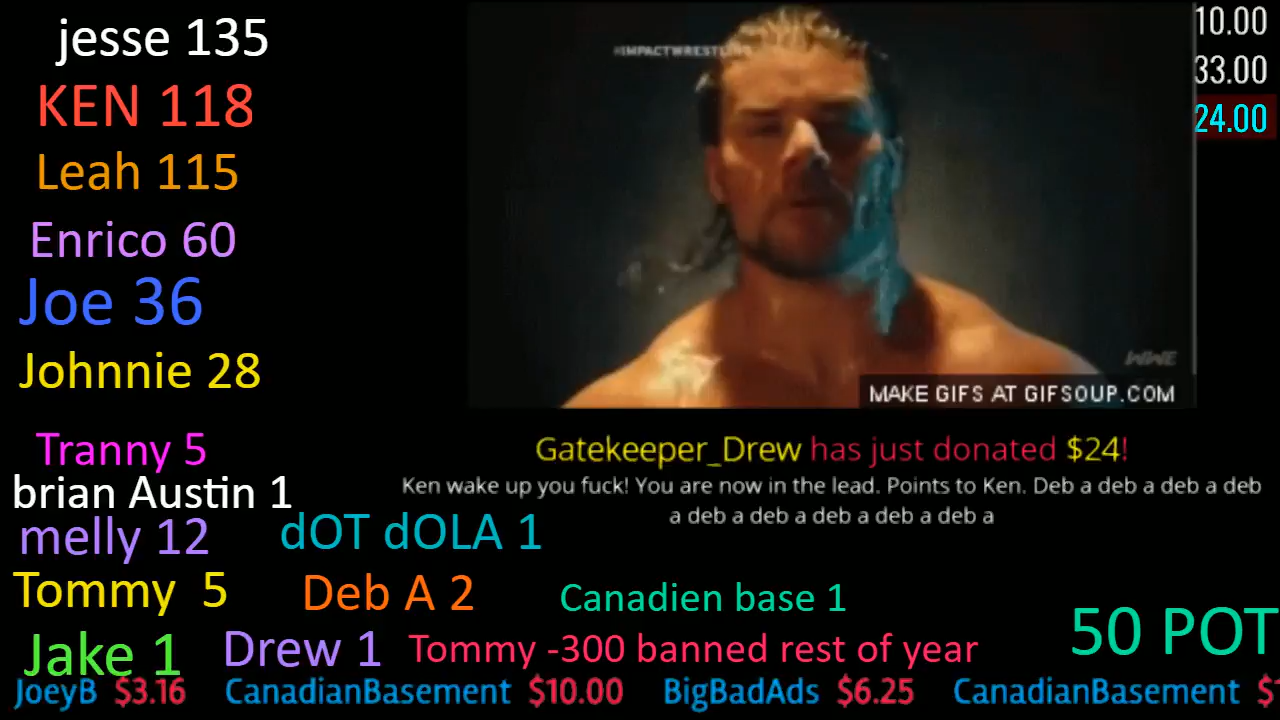 jesse 135
KEN 118
Leah 115
Enrico 60
Joe 36
Johnnie 28
Tranny 5
brian Austin 1
melly 12
dOT dOLA 1
Tommy 5
Deb A 2
Canadien base 1
Jake 1
Drew 1
Tommy -300 banned rest of year
50 POT
#IMPACTWRESTLING
WWE
MAKE GIFS AT GIFSOUP.COM
10.00
33.00
24.00
Gatekeeper_Drew has just donated $24!
Ken wake up you fuck! You are now in the lead. Points to Ken. Deb a deb a deb a deb
a deb a deb a deb a deb a deb a
JoeyB $3.16 CanadianBasement $10.00 BigBadAds $6.25 CanadianBasement